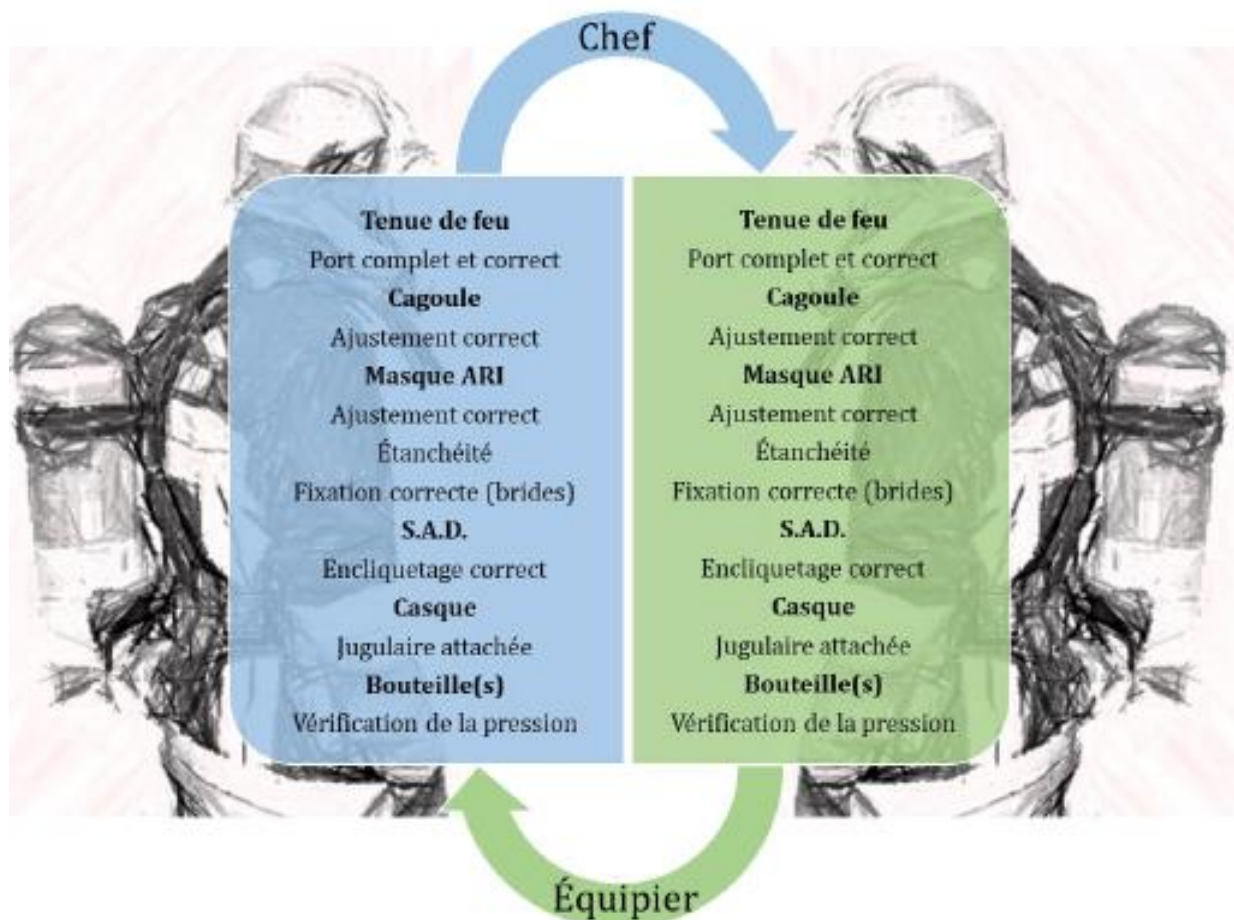 Chef
Tenue de feu
Port complet et correct
Cagoule
Ajustement correct
Masque ARI
Ajustement correct
Étanchéité
Fixation correcte (brides)
S.A.D.
Encliquetage correct
Casque
Jugulaire attachée
Bouteille(s)
Vérification de la pression
Tenue de feu
Port complet et correct
Cagoule
Ajustement correct
Masque ARI
Ajustement correct
Étanchéité
Fixation correcte (brides)
S.A.D.
Encliquetage correct
Casque
Jugulaire attachée
Bouteille(s)
Vérification de la pression
Équipier